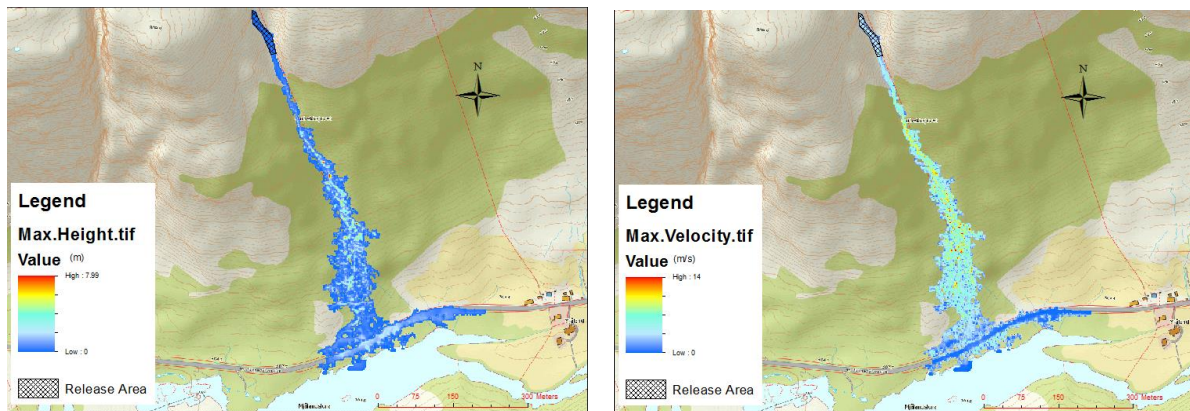 N
Legend
Max.Height.tif
Value (m)
High : 7.99
Low : 0
Release Area
0 75 150 300 Meters
N
Legend
Max.Velocity.tif
Value (m/s)
High : 14
Low : 0
Release Area
0 75 150 300 Meters